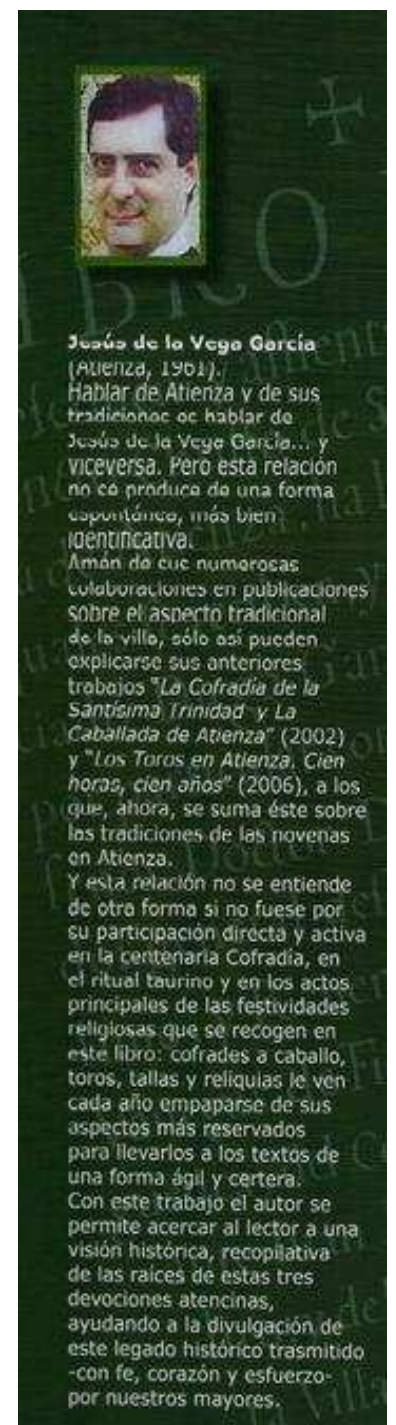 Jesús de la Vega García
(Atienza, 1961).
Hablar de Atienza y de sus
tradiciones es hablar de
Jesús de la Vega García... y
viceversa. Pero esta relación
no se produce de una forma
espontánea, más bien
identificativa.
Amén de sus numerosas
colaboraciones en publicaciones
sobre el aspecto tradicional
de la villa, sólo así pueden
explicarse sus anteriores
trabajos "La Cofradía de la
Santísima Trinidad y La
Caballada de Atienza" (2002)
y "Los Toros en Atienza. Cien
horas, cien años" (2006), a los
que, ahora, se suma éste sobre
las tradiciones de las novenas
en Atienza.
Y esta relación no se entiende
de otra forma si no fuese por
su participación directa y activa
en la centenaria Cofradía, en
el ritual taurino y en los actos
principales de las festividades
religiosas que se recogen en
este libro: cofrades a caballo,
toros, tallas y reliquias le ven
cada año empaparse de sus
aspectos más reservados
para llevarlos a los textos de
una forma ágil y certera.
Con este trabajo el autor se
permite acercar al lector a una
visión histórica, recopilativa
de las raíces de estas tres
devociones atencinas,
ayudando a la divulgación de
este legado histórico trasmitido
-con fe, corazón y esfuerzo-
por nuestros mayores.